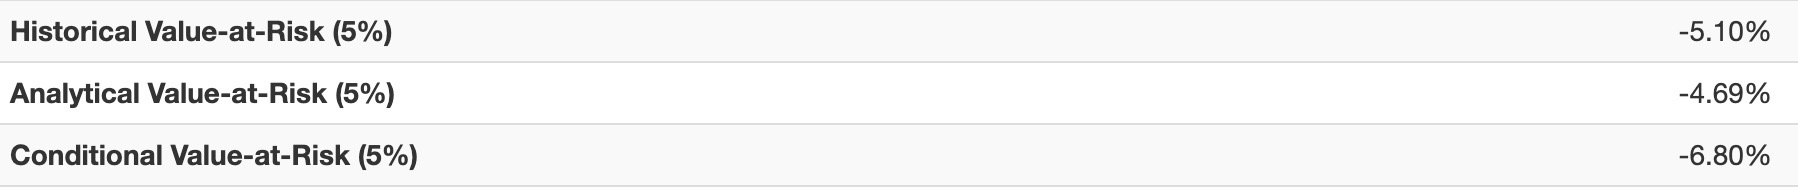 Historical Value-at-Risk (5%) -5.10%
Analytical Value-at-Risk (5%) -4.69%
Conditional Value-at-Risk (5%) -6.80%